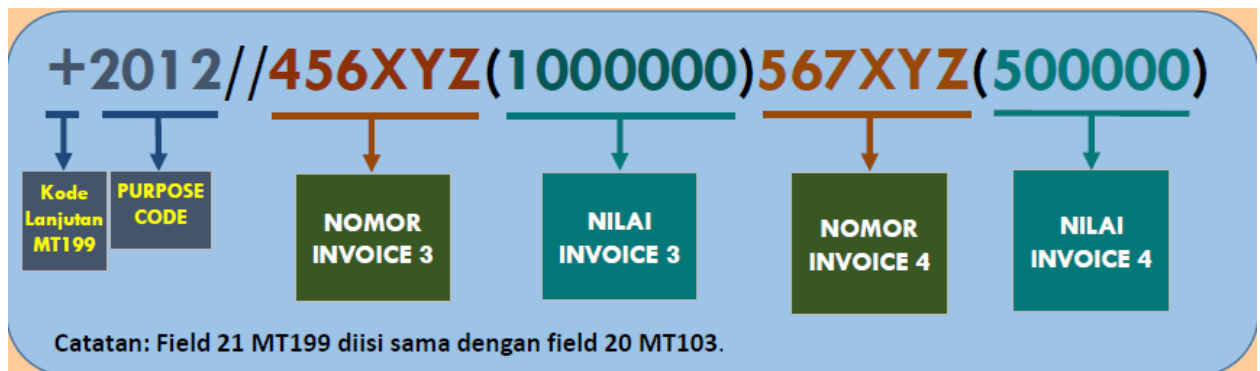 +2012//456XYZ(1000000)567XYZ(500000)
Kode
Lanjutan
MT199
PURPOSE
CODE
NOMOR
INVOICE 3
NILAI
INVOICE 3
NOMOR
INVOICE 4
NILAI
INVOICE 4
Catatan: Field 21 MT199 diisi sama dengan field 20 MT103.